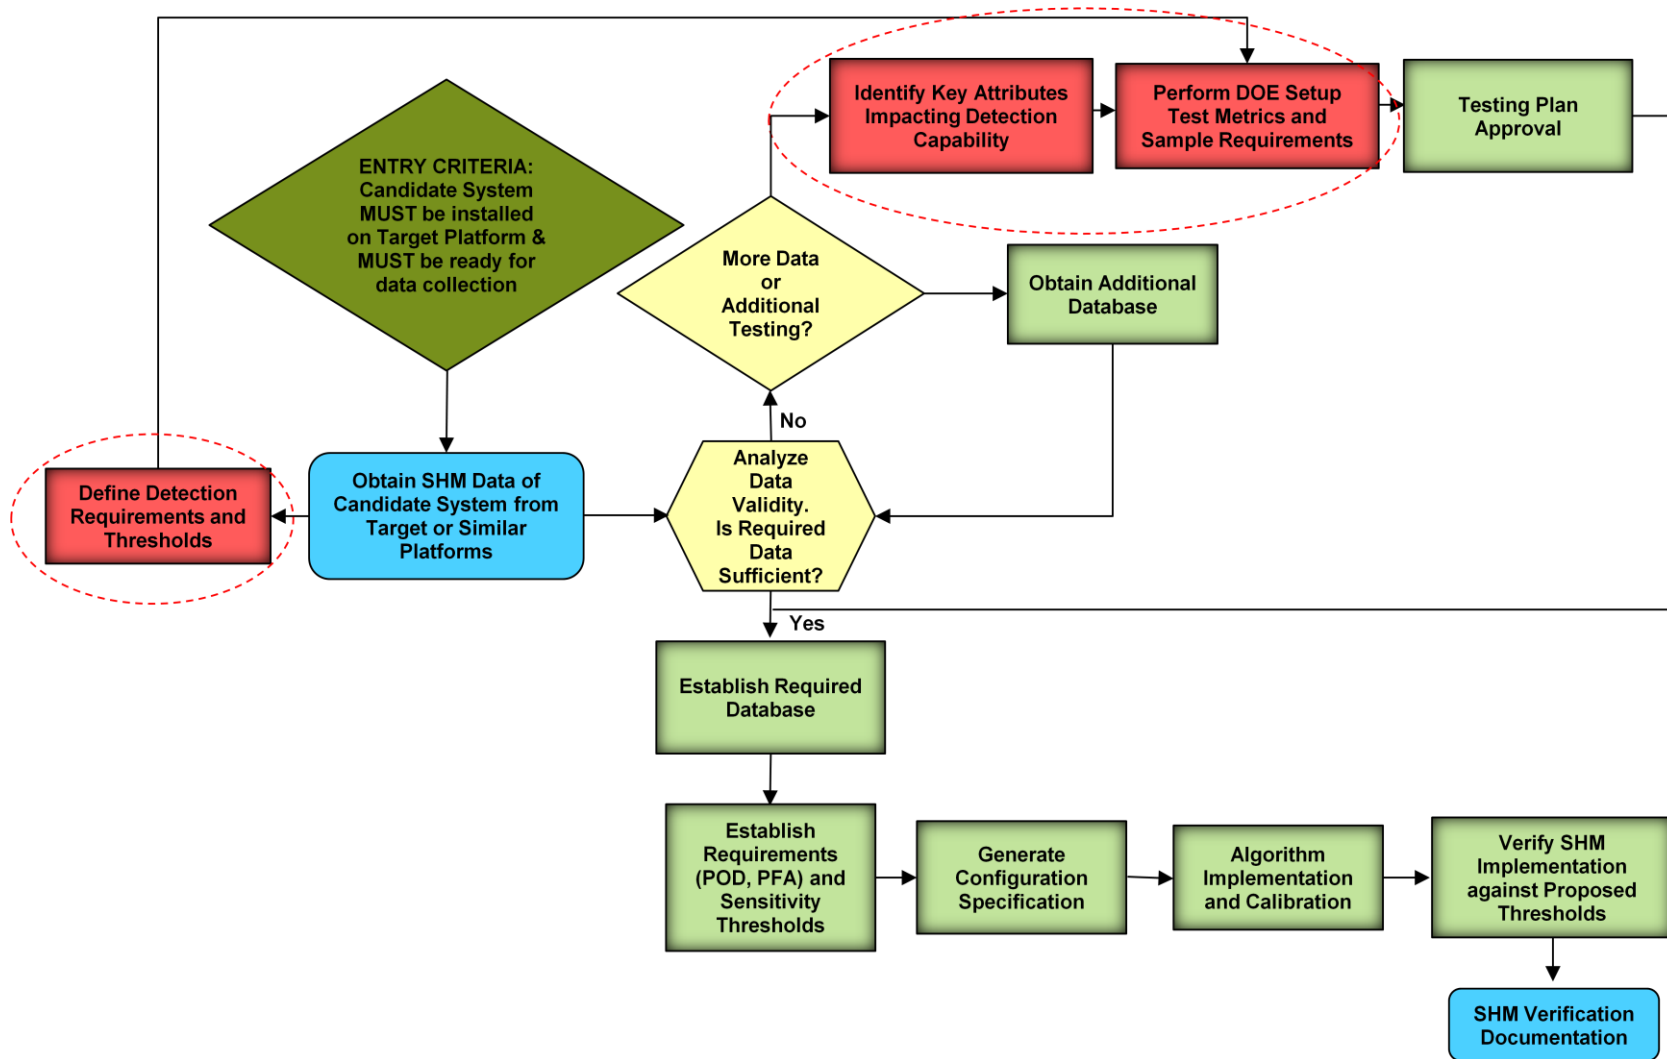 Identify Key Attributes
Impacting Detection
Capability
Perform DOE Setup
Test Metrics and
Sample Requirements
Testing Plan
Approval
ENTRY CRITERIA:
Candidate System
MUST be installed
on Target Platform &
MUST be ready for
data collection
More Data
or
Additional
Testing?
Obtain Additional
Database
No
Define Detection
Requirements and
Thresholds
Obtain SHM Data of
Candidate System from
Target or Similar
Platforms
Analyze
Data
Validity.
Is Required
Data
Sufficient?
Yes
Establish Required
Database
Establish
Requirements
(POD, PFA) and
Sensitivity
Thresholds
Generate
Configuration
Specification
Algorithm
Implementation
and Calibration
Verify SHM
Implementation
against Proposed
Thresholds
SHM Verification
Documentation